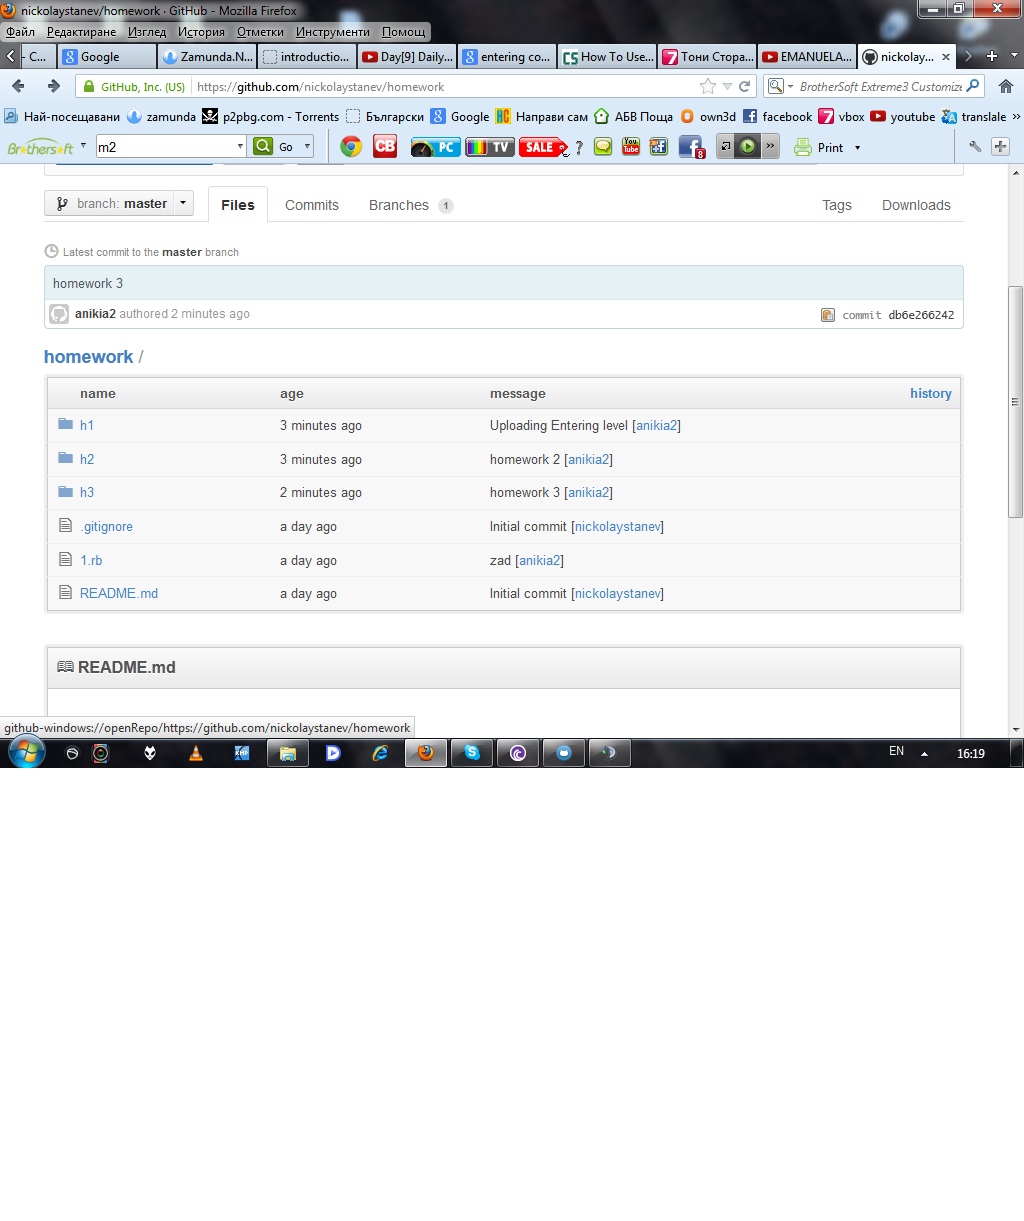 nickolaystanev/homework · GitHub - Mozilla Firefox
Файл Редактиране Изглед История Отметки Инструменти Помощ
- C... Google Zamunda.N... introductio... Day[9] Daily... entering co... How To Use... Тони Стора... EMANUELA... nickolay...
GitHub, Inc. (US) https://github.com/nickolaystanev/homework BrotherSoft Extreme3 Customize
Най-посещавани zamunda p2pbg.com - Torrents Български Google Направи сам АБВ Поща own3d facebook vbox youtube translate
Brothersoft m2 Go CB PC TV SALE You Tube 8 Print
branch: master Files Commits Branches 1 Tags Downloads
Latest commit to the master branch
homework 3
anikia2 authored 2 minutes ago commit db6e266242
homework /
name age message history
h1 3 minutes ago Uploading Entering level [anikia2]
h2 3 minutes ago homework 2 [anikia2]
h3 2 minutes ago homework 3 [anikia2]
.gitignore a day ago Initial commit [nickolaystanev]
1.rb a day ago zad [anikia2]
README.md a day ago Initial commit [nickolaystanev]
README.md
github-windows://openRepo/https://github.com/nickolaystanev/homework
KMP EN 16:19